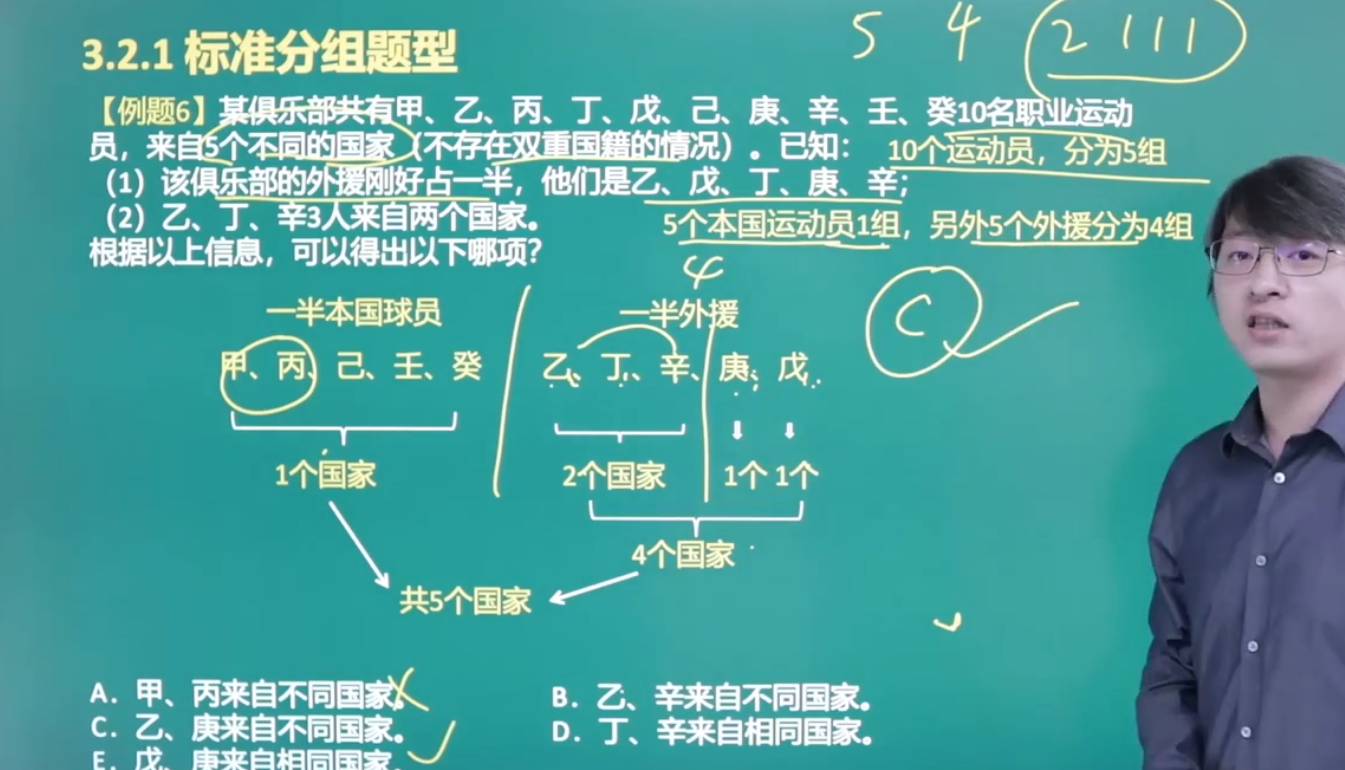 3.2.1 标准分组题型
5 4 2 1 1 1
【例题6】某俱乐部共有甲、乙、丙、丁、戊、己、庚、辛、壬、癸10名职业运动
员，来自5个不同的国家（不存在双重国籍的情况）。已知：
10个运动员，分为5组
（1）该俱乐部的外援刚好占一半，他们是乙、戊、丁、庚、辛；
（2）乙、丁、辛3人来自两个国家。
5个本国运动员1组，另外5个外援分为4组
根据以上信息，可以得出以下哪项？
4
一半本国球员
一半外援
C
甲、丙、己、壬、癸
乙、丁、辛、庚、戊
1个国家
2个国家
1个 1个
4个国家
共5个国家
A. 甲、丙来自不同国家。
B. 乙、辛来自不同国家。
C. 乙、庚来自不同国家。
D. 丁、辛来自相同国家。
E. 戊、庚来自相同国家。